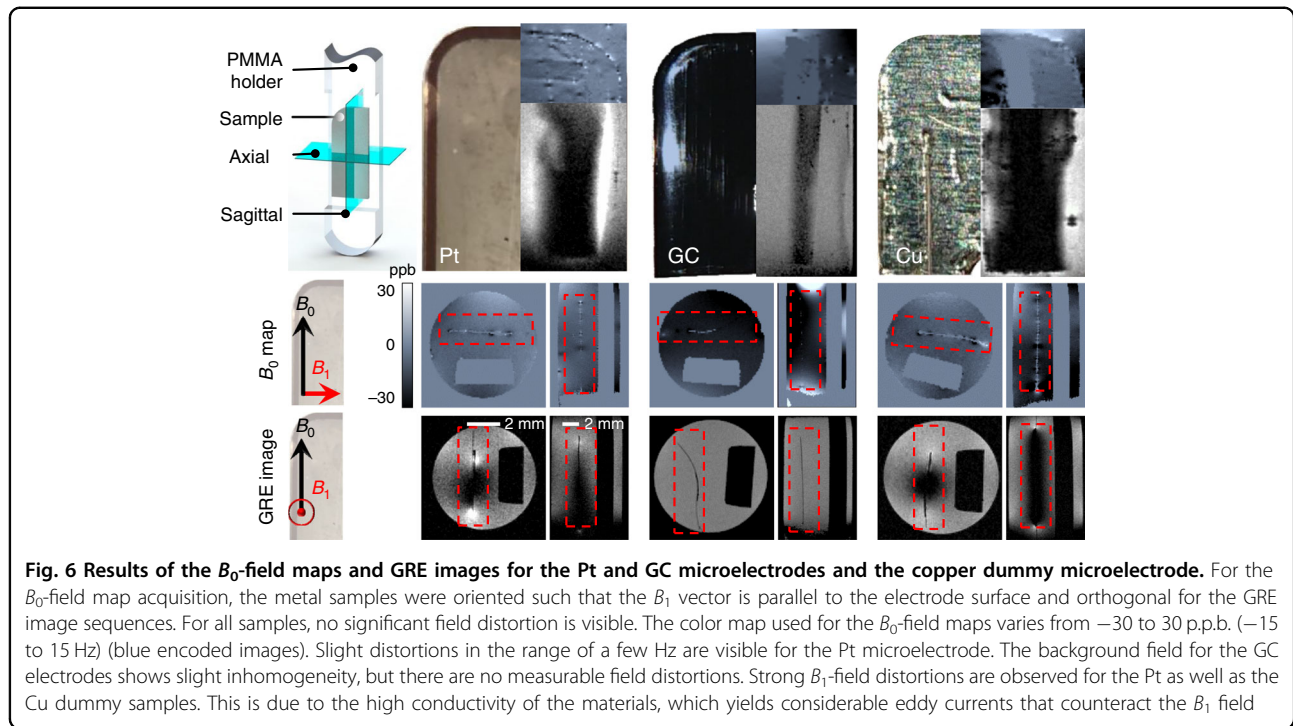 PMMA
holder
Sample
Axial
Sagittal
Pt
GC
Cu
ppb
30
0
−30
B₀ map
B₀
B₁
2 mm
2 mm
GRE image
B₀
B₁
Fig. 6 Results of the B₀-field maps and GRE images for the Pt and GC microelectrodes and the copper dummy microelectrode. For the
B₀-field map acquisition, the metal samples were oriented such that the B₁ vector is parallel to the electrode surface and orthogonal for the GRE
image sequences. For all samples, no significant field distortion is visible. The color map used for the B₀-field maps varies from −30 to 30 p.p.b. (−15
to 15 Hz) (blue encoded images). Slight distortions in the range of a few Hz are visible for the Pt microelectrode. The background field for the GC
electrodes shows slight inhomogeneity, but there are no measurable field distortions. Strong B₁-field distortions are observed for the Pt as well as the
Cu dummy samples. This is due to the high conductivity of the materials, which yields considerable eddy currents that counteract the B₁ field